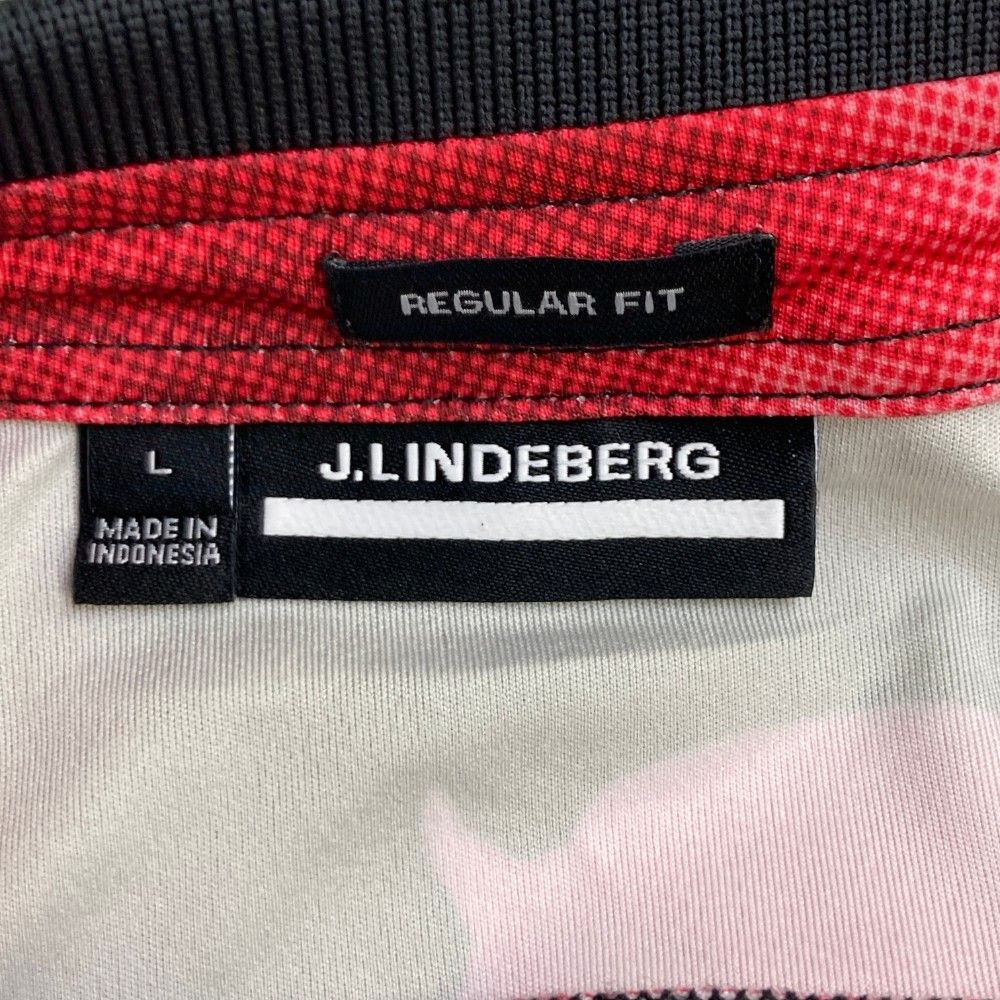 REGULAR FIT
L
MADE IN
INDONESIA
J.LINDEBERG